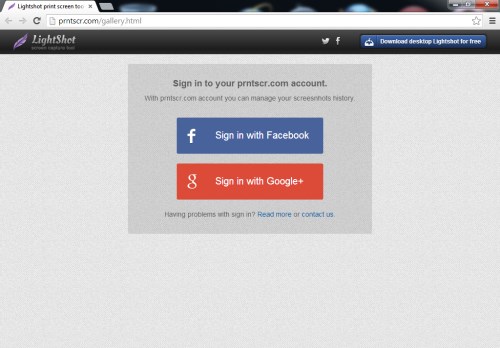 Lightshot print screen too
prntscr.com/gallery.html
LightShot
screen capture tool
Download desktop Lightshot for free
Sign in to your prntscr.com account.
With prntscr.com account you can manage your screesnhots history.
f Sign in with Facebook
g Sign in with Google+
Having problems with sign in? Read more or contact us